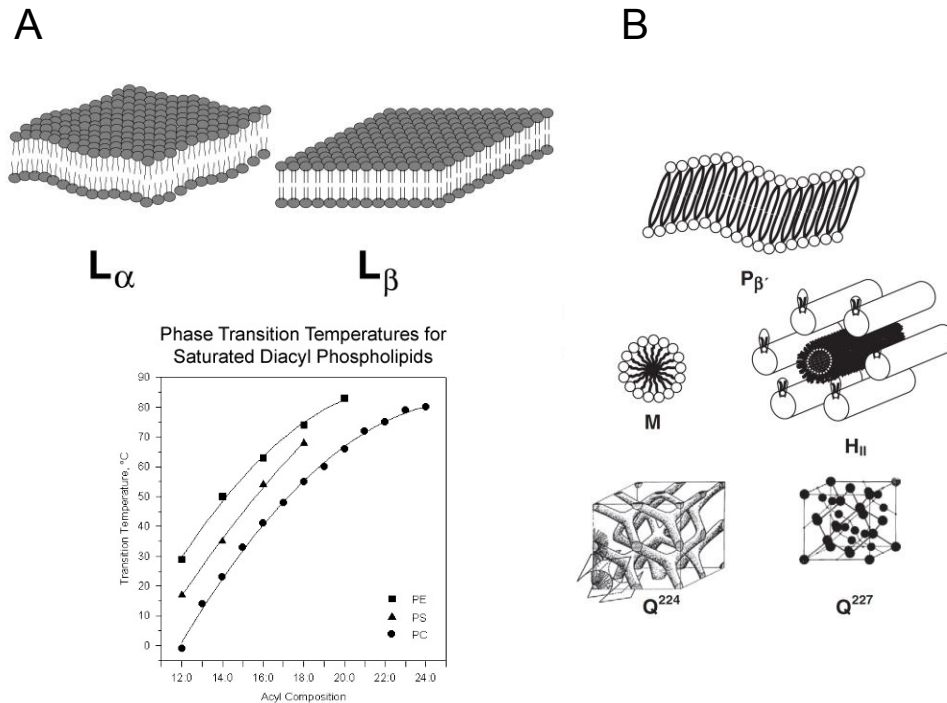 A
B
Lα
Lβ
Phase Transition Temperatures for
Saturated Diacyl Phospholipids
90
80
70
60
50
40
30
20
10
0
Transition Temperature, °C
PE
PS
PC
12.0 14.0 16.0 18.0 20.0 22.0 24.0
Acyl Composition
Pβ′
M
HII
Q224
Q227